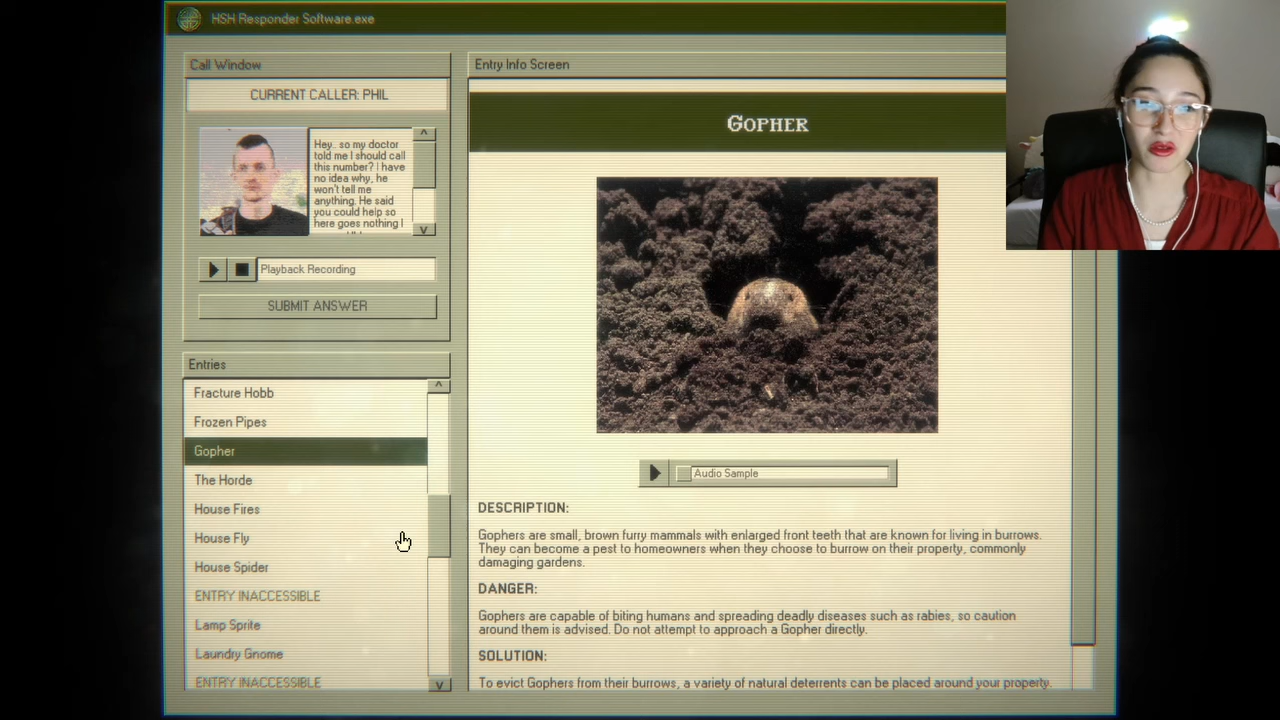 HSH Responder Software.exe
Call Window
CURRENT CALLER: PHIL
Hey.. so my doctor
told me I should call
this number? I have
no idea why, he
won't tell me
anything. He said
you could help so
here goes nothing I
Playback Recording
SUBMIT ANSWER
Entries
Fracture Hobb
Frozen Pipes
Gopher
The Horde
House Fires
House Fly
House Spider
ENTRY INACCESSIBLE
Lamp Sprite
Laundry Gnome
ENTRY INACCESSIBLE
Entry Info Screen
GOPHER
Audio Sample
DESCRIPTION:
Gophers are small, brown furry mammals with enlarged front teeth that are known for living in burrows.
They can become a pest to homeowners when they choose to burrow on their property, commonly
damaging gardens.
DANGER:
Gophers are capable of biting humans and spreading deadly diseases such as rabies, so caution
around them is advised. Do not attempt to approach a Gopher directly.
SOLUTION:
To evict Gophers from their burrows, a variety of natural deterrents can be placed around your property.